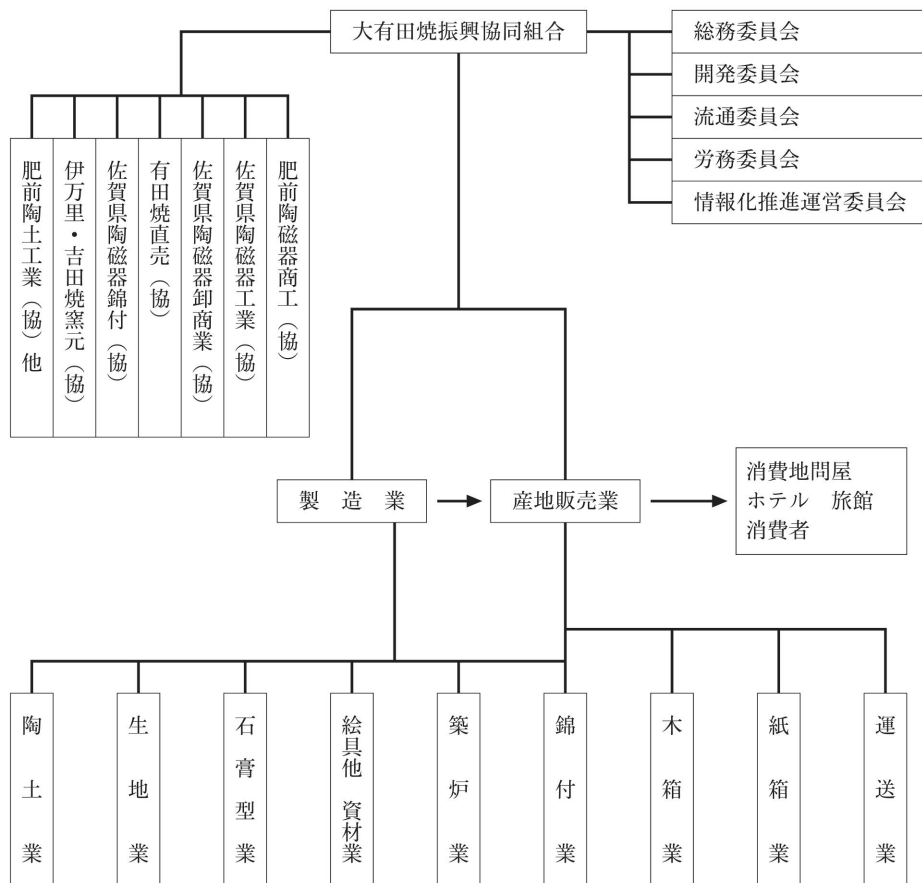 大有田焼振興協同組合
総務委員会
開発委員会
流通委員会
労務委員会
情報化推進運営委員会
肥前陶磁器商工（協）
佐賀県陶磁器工業（協）
佐賀県陶磁器卸商業（協）
有田焼直売（協）
佐賀県陶磁器錦付（協）
伊万里・吉田焼窯元（協）
肥前陶土工業（協）他
製　造　業
産地販売業
消費地問屋
ホテル　旅館
消費者
陶土業
生地業
石膏型業
絵具他 資材業
築炉業
錦付業
木箱業
紙箱業
運送業